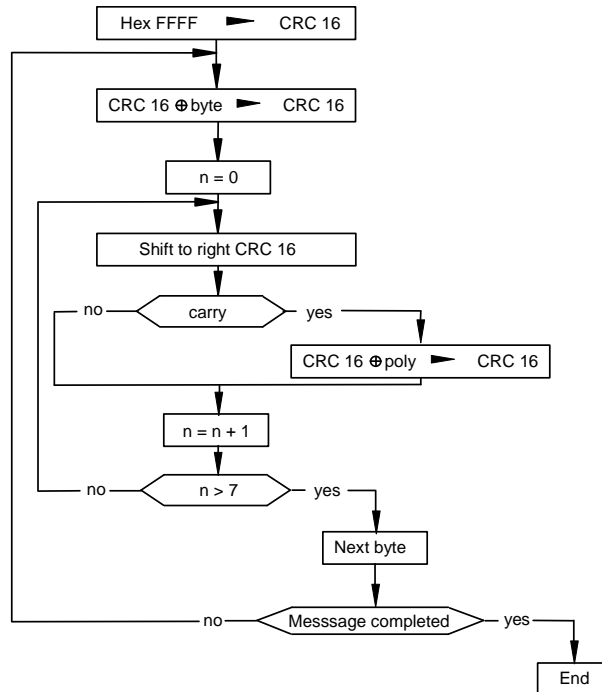 Hex FFFF ► CRC 16
CRC 16 ⊕ byte ► CRC 16
n = 0
Shift to right CRC 16
no carry yes
CRC 16 ⊕ poly ► CRC 16
n = n + 1
no n > 7 yes
Next byte
no Messsage completed yes
End